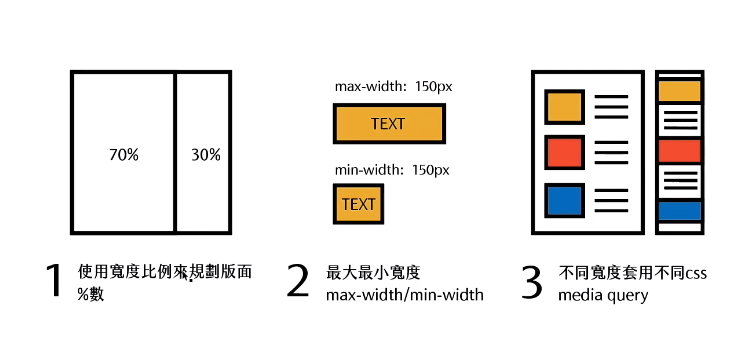 70%
30%
max-width: 150px
TEXT
min-width: 150px
TEXT
1 使用寬度比例來規劃版面
%數
2 最大最小寬度
max-width/min-width
3 不同寬度套用不同css
media query